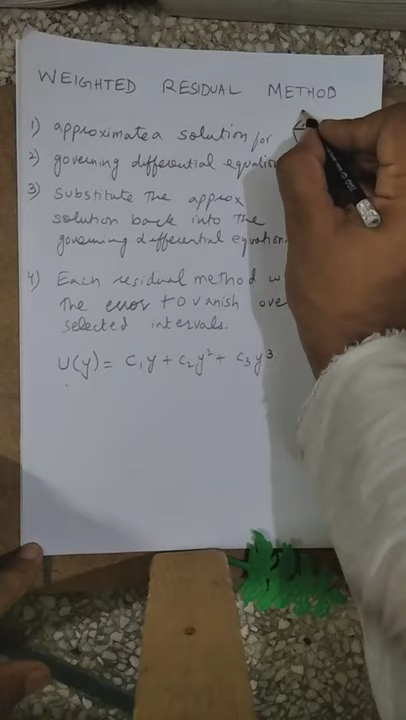 WEIGHTED RESIDUAL METHOD
1) approximate a solution for
2) governing differential equation
3) Substitute the approx
solution back into the
governing differential equation
4) Each residual method
The error to vanish
selected intervals.
U(y) = c₁y + c₂y² + c₃y³